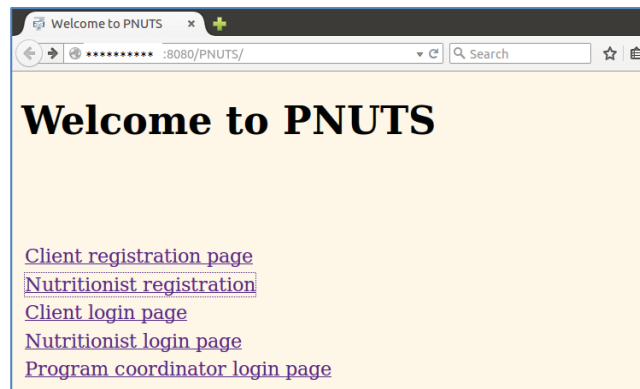 Welcome to PNUTS
********** :8080/PNUTS/
Search
Welcome to PNUTS
Client registration page
Nutritionist registration
Client login page
Nutritionist login page
Program coordinator login page